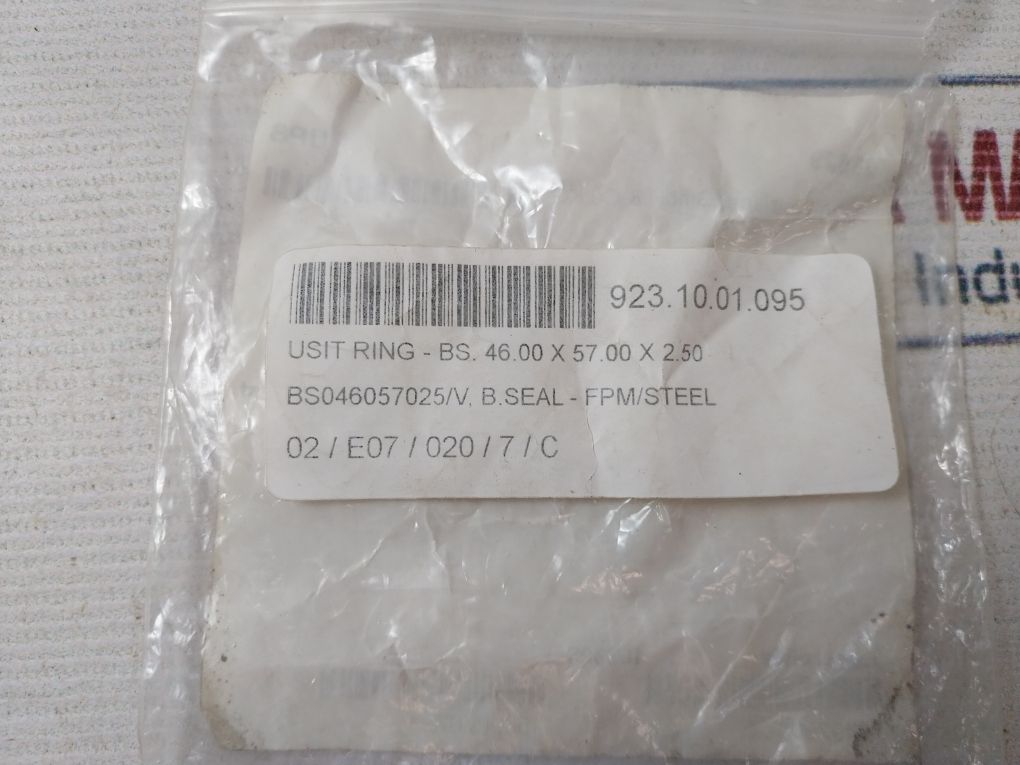 923.10.01.095
USIT RING - BS. 46.00 X 57.00 X 2.50
BS046057025/V, B.SEAL - FPM/STEEL
02 / E07 / 020 / 7 / C
W
Indu